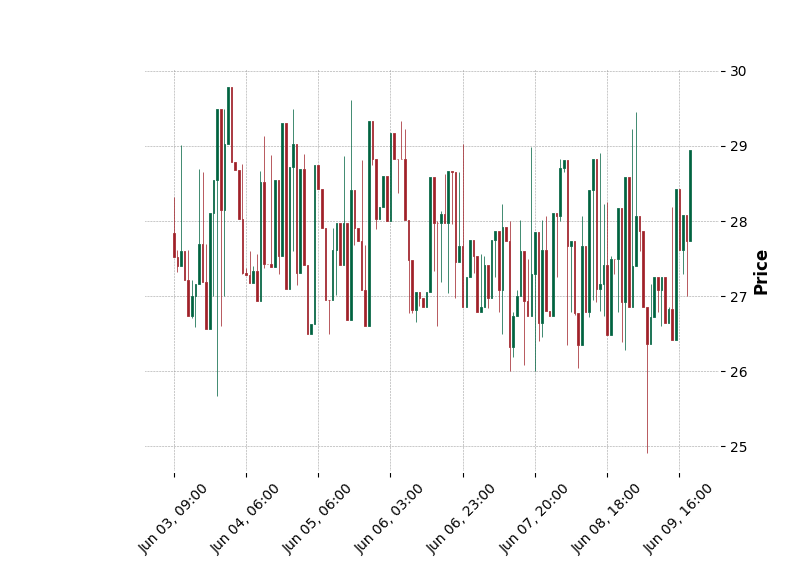 30
29
28
27
26
25
Price
Jun 03, 09:00
Jun 04, 06:00
Jun 05, 06:00
Jun 06, 03:00
Jun 06, 23:00
Jun 07, 20:00
Jun 08, 18:00
Jun 09, 16:00